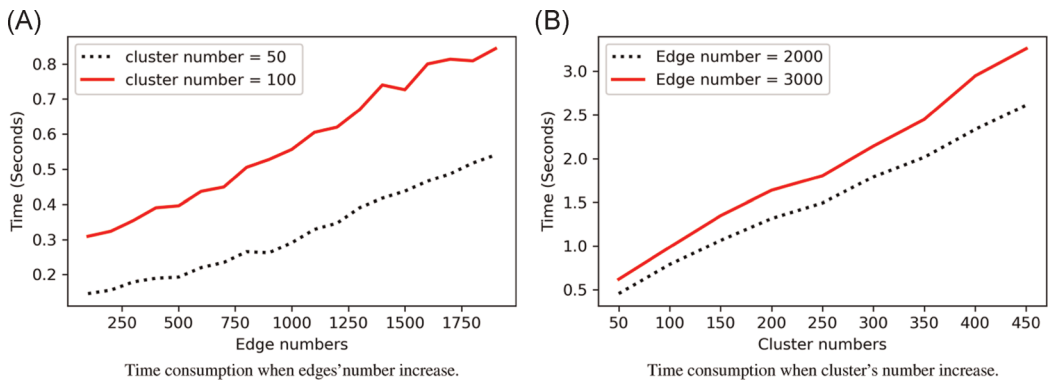 (A)
cluster number = 50
cluster number = 100
Time (Seconds)
0.8
0.7
0.6
0.5
0.4
0.3
0.2
250 500 750 1000 1250 1500 1750
Edge numbers
Time consumption when edges'number increase.
(B)
Edge number = 2000
Edge number = 3000
Time (Seconds)
3.0
2.5
2.0
1.5
1.0
0.5
50 100 150 200 250 300 350 400 450
Cluster numbers
Time consumption when cluster's number increase.